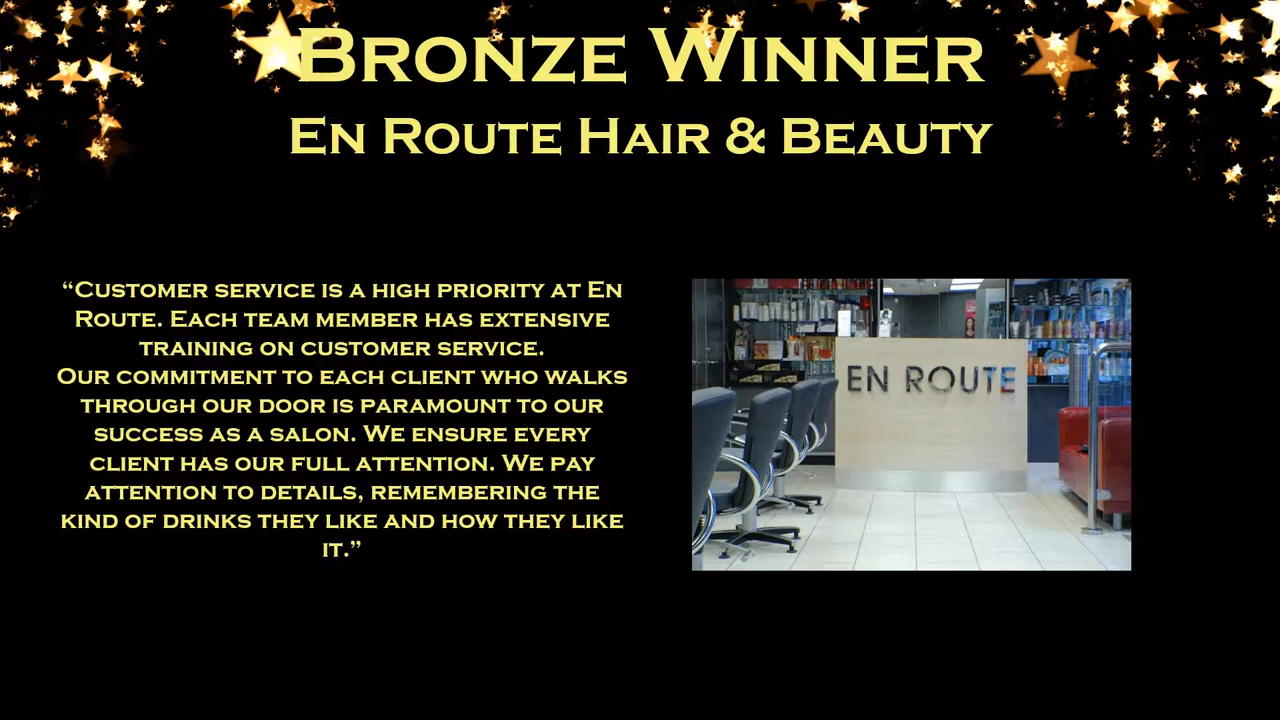 Bronze Winner
En Route Hair & Beauty
“Customer service is a high priority at En
Route. Each team member has extensive
training on customer service.
Our commitment to each client who walks
through our door is paramount to our
success as a salon. We ensure every
client has our full attention. We pay
attention to details, remembering the
kind of drinks they like and how they like
it.”
EN ROUTE